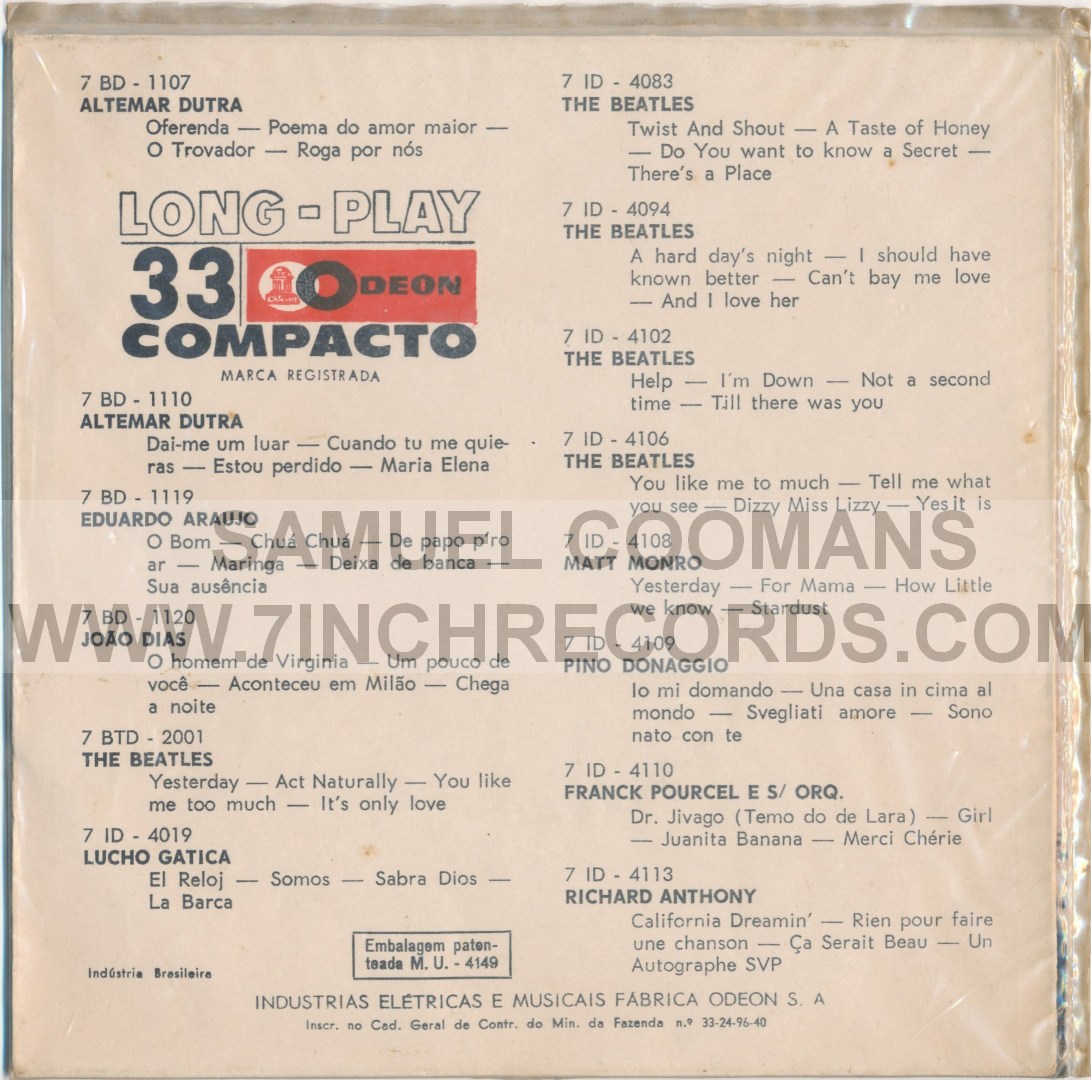 7 BD - 1107
ALTEMAR DUTRA
Oferenda — Poema do amor maior —
O Trovador — Roga por nós
LONG - PLAY
33 ODEON
COMPACTO
MARCA REGISTRADA
7 BD - 1110
ALTEMAR DUTRA
Dai-me um luar — Cuando tu me quie-
ras — Estou perdido — Maria Elena
7 BD - 1119
EDUARDO ARAUJO
O Bom — Chuá Chuá — De papo p'ro
ar — Maringa — Deixa de banca —
Sua ausência
7 BD - 1120
JOÃO DIAS
O homem de Virginia — Um pouco de
você — Aconteceu em Milão — Chega
a noite
7 BTD - 2001
THE BEATLES
Yesterday — Act Naturally — You like
me too much — It's only love
7 ID - 4019
LUCHO GATICA
El Reloj — Somos — Sabra Dios —
La Barca
7 ID - 4083
THE BEATLES
Twist And Shout — A Taste of Honey
— Do You want to know a Secret —
There's a Place
7 ID - 4094
THE BEATLES
A hard day's night — I should have
known better — Can't bay me love
— And I love her
7 ID - 4102
THE BEATLES
Help — I'm Down — Not a second
time — Till there was you
7 ID - 4106
THE BEATLES
You like me to much — Tell me what
you see — Dizzy Miss Lizzy — Yes it is
7 ID - 4108
MATT MONRO
Yesterday — For Mama — How Little
we know — Stardust
7 ID - 4109
PINO DONAGGIO
Io mi domando — Una casa in cima al
mondo — Svegliati amore — Sono
nato con te
7 ID - 4110
FRANCK POURCEL E S/ ORQ.
Dr. Jivago (Temo do de Lara) — Girl
— Juanita Banana — Merci Chérie
7 ID - 4113
RICHARD ANTHONY
California Dreamin' — Rien pour faire
une chanson — Ça Serait Beau — Un
Autographe SVP
SAMUEL COOMANS
WWW.7INCHRECORDS.COM
Indústria Brasileira
Embalagem paten-
teada M. U. - 4149
INDUSTRIAS ELÉTRICAS E MUSICAIS FÁBRICA ODEON S. A
Inscr. no Cad. Geral de Contr. do Min. da Fazenda n.º 33-24-96-40